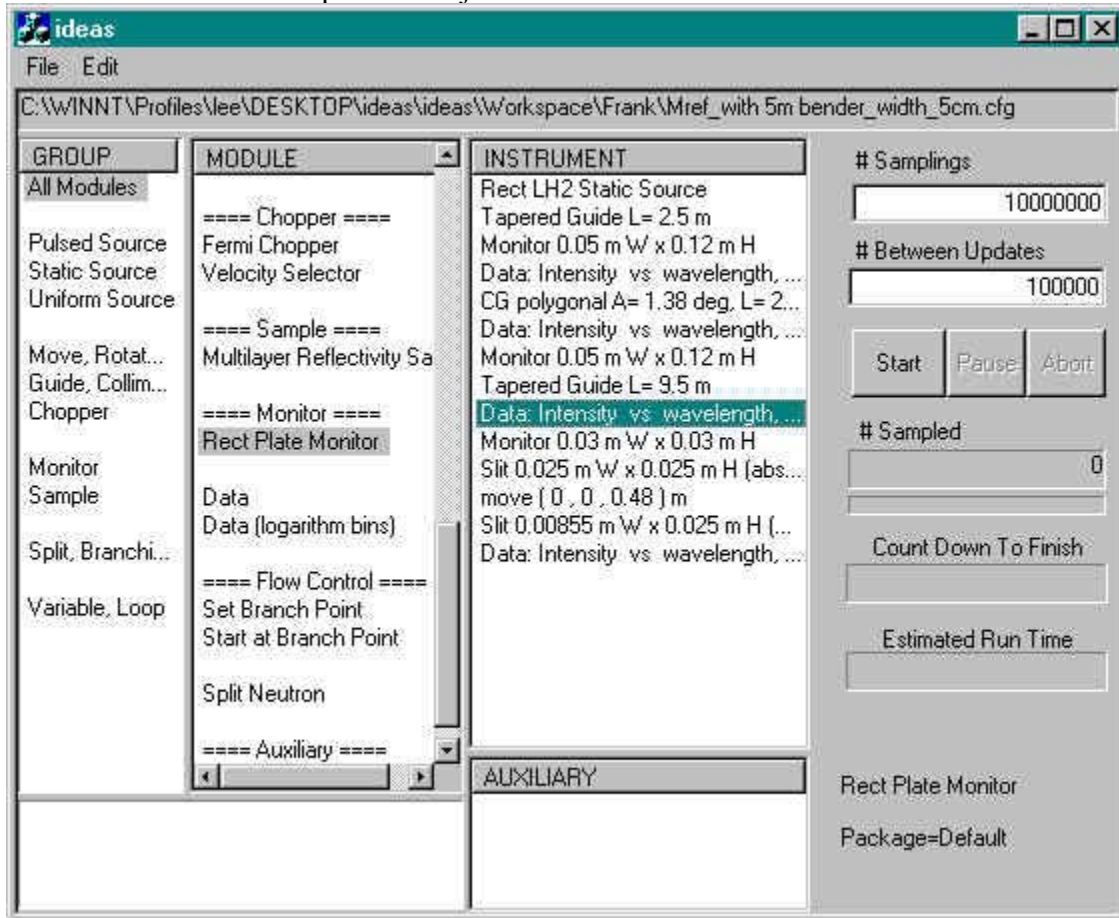 ideas
File Edit
C:\WINNT\Profiles\lee\DESKTOP\ideas\ideas\Workspace\Frank\Mref_with 5m bender_width_5cm.cfg
GROUP
All Modules
Pulsed Source
Static Source
Uniform Source
Move, Rotat...
Guide, Collim...
Chopper
Monitor
Sample
Split, Branchi...
Variable, Loop
MODULE
==== Chopper ====
Fermi Chopper
Velocity Selector
==== Sample ====
Multilayer Reflectivity Sa
==== Monitor ====
Rect Plate Monitor
Data
Data (logarithm bins)
==== Flow Control ====
Set Branch Point
Start at Branch Point
Split Neutron
==== Auxiliary ====
INSTRUMENT
Rect LH2 Static Source
Tapered Guide L= 2.5 m
Monitor 0.05 m W x 0.12 m H
Data: Intensity vs wavelength, ...
CG polygonal A= 1.38 deg, L= 2...
Data: Intensity vs wavelength, ...
Monitor 0.05 m W x 0.12 m H
Tapered Guide L= 9.5 m
Data: Intensity vs wavelength, ...
Monitor 0.03 m W x 0.03 m H
Slit 0.025 m W x 0.025 m H (abs...
move ( 0 , 0 , 0.48 ) m
Slit 0.00855 m W x 0.025 m H (...
Data: Intensity vs wavelength, ...
AUXILIARY
# Samplings
10000000
# Between Updates
100000
Start Pause Abort
# Sampled
0
Count Down To Finish
Estimated Run Time
Rect Plate Monitor
Package=Default